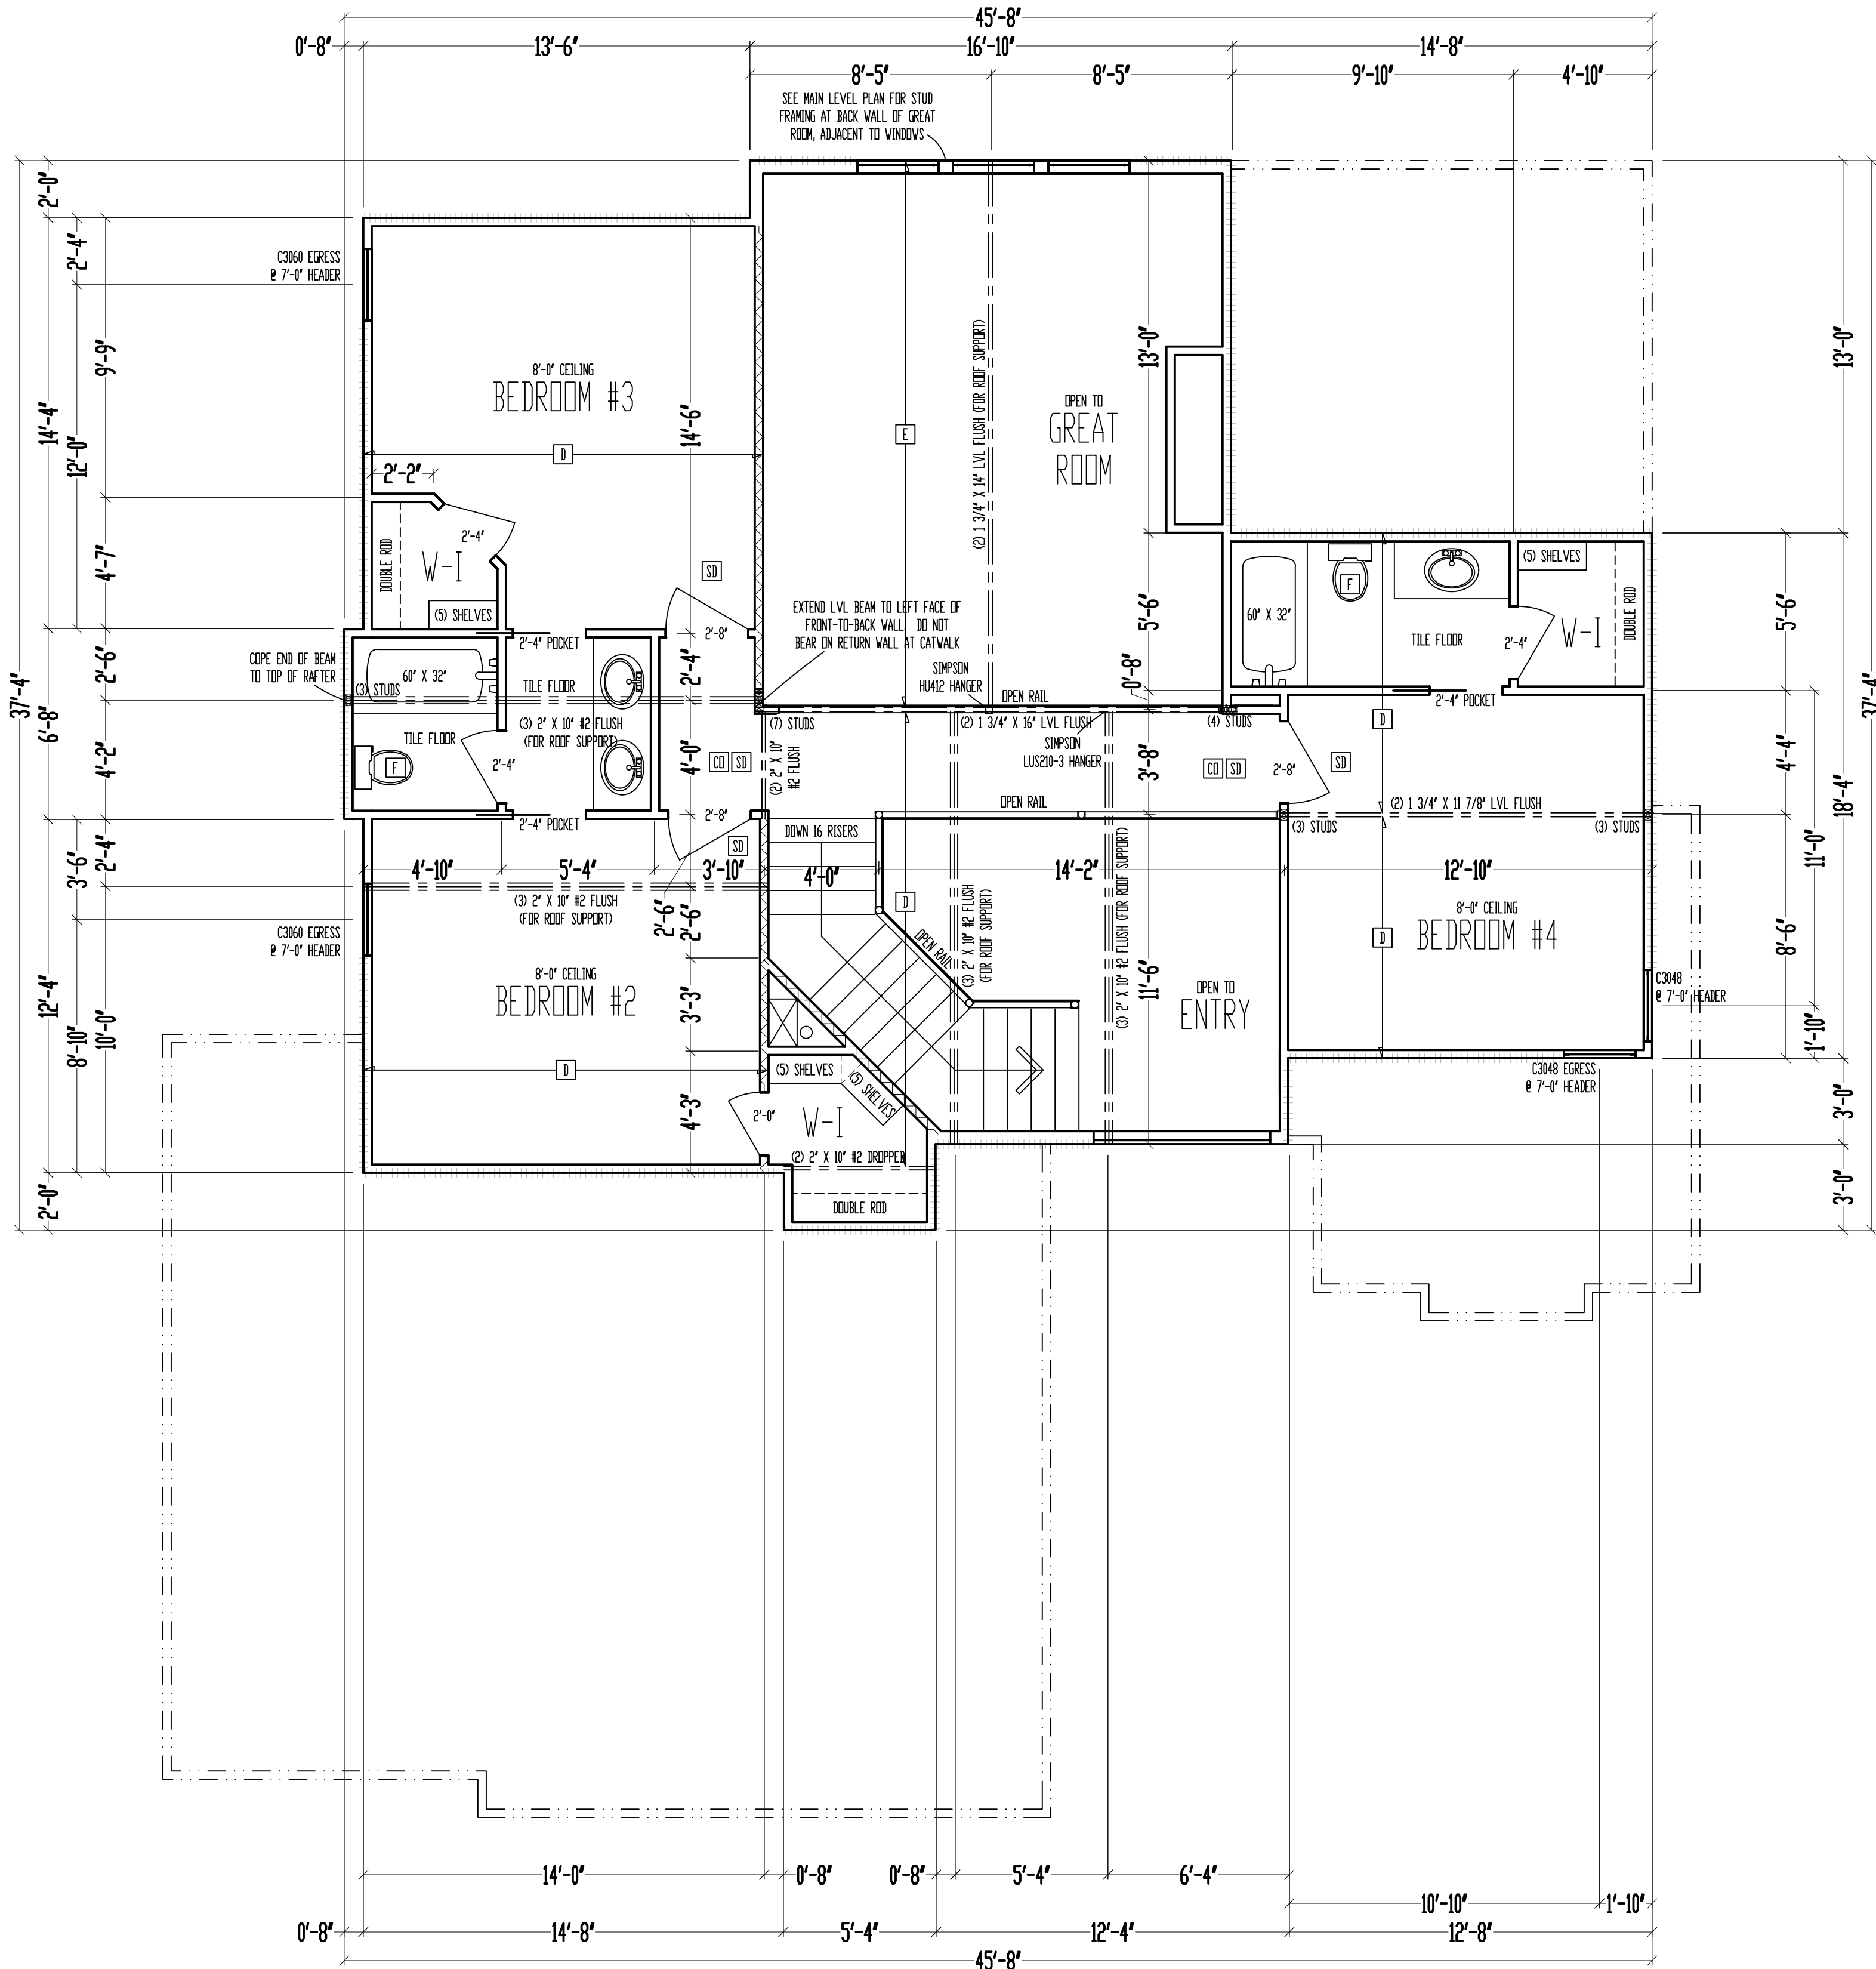 45'-8"
0'-8"
13'-6"
16'-10"
14'-8"
8'-5"
8'-5"
9'-10"
4'-10"
SEE MAIN LEVEL PLAN FOR STUD
FRAMING AT BACK WALL OF GREAT
ROOM, ADJACENT TO WINDOWS
2'-0"
2'-4"
C3060 EGRESS
@ 7'-0" HEADER
9'-9"
14'-4"
12'-0"
4'-7"
37'-4"
8'-0" CEILING
BEDROOM #3
14'-6"
D
2'-2"
2'-4"
DOUBLE ROD
W-I
(5) SHELVES
SD
E
(2) 1 3/4" X 14" LVL FLUSH (FOR ROOF SUPPORT)
OPEN TO
GREAT
ROOM
13'-0"
13'-0"
37'-4"
EXTEND LVL BEAM TO LEFT FACE OF
FRONT-TO-BACK WALL. DO NOT
BEAR ON RETURN WALL AT CATWALK
5'-6"
0'-8"
60" X 32"
F
TILE FLOOR
2'-4"
(5) SHELVES
W-I
DOUBLE ROD
5'-6"
2'-4" POCKET
2'-8"
COPE END OF BEAM
TO TOP OF RAFTER
2'-6"
6'-8"
4'-2"
60" X 32"
(3) STUDS
TILE FLOOR
(3) 2" X 10" #2 FLUSH
(FOR ROOF SUPPORT)
TILE FLOOR
F
2'-4"
2'-4"
4'-0"
CO
SD
(7) STUDS
(2) 2" X 10"
#2 FLUSH
SIMPSON
HU412 HANGER
OPEN RAIL
(2) 1 3/4" X 16" LVL FLUSH
SIMPSON
LUS210-3 HANGER
(4) STUDS
3'-8"
CO
SD
2'-8"
SD
D
2'-4" POCKET
4'-4"
18'-4"
11'-0"
OPEN RAIL
(2) 1 3/4" X 11 7/8" LVL FLUSH
(3) STUDS
(3) STUDS
2'-4" POCKET
2'-8"
SD
DOWN 16 RISERS
3'-6"
2'-4"
4'-10"
5'-4"
3'-10"
4'-0"
14'-2"
12'-10"
(3) 2" X 10" #2 FLUSH
(FOR ROOF SUPPORT)
2'-6"
2'-6"
D
C3060 EGRESS
@ 7'-0" HEADER
12'-4"
8'-10"
10'-0"
8'-0" CEILING
BEDROOM #2
3'-3"
OPEN RAIL
(3) 2" X 10" #2 FLUSH
(FOR ROOF SUPPORT)
(3) 2" X 10" #2 FLUSH (FOR ROOF SUPPORT)
11'-6"
OPEN TO
ENTRY
8'-0" CEILING
BEDROOM #4
D
8'-6"
C3048
@ 7'-0" HEADER
1'-10"
D
(5) SHELVES
(5) SHELVES
4'-3"
2'-0"
W-I
(2) 2" X 10" #2 DROPPED
DOUBLE ROD
C3048 EGRESS
@ 7'-0" HEADER
3'-0"
3'-0"
2'-0"
14'-0"
0'-8"
0'-8"
5'-4"
6'-4"
10'-10"
1'-10"
0'-8"
14'-8"
5'-4"
12'-4"
12'-8"
45'-8"